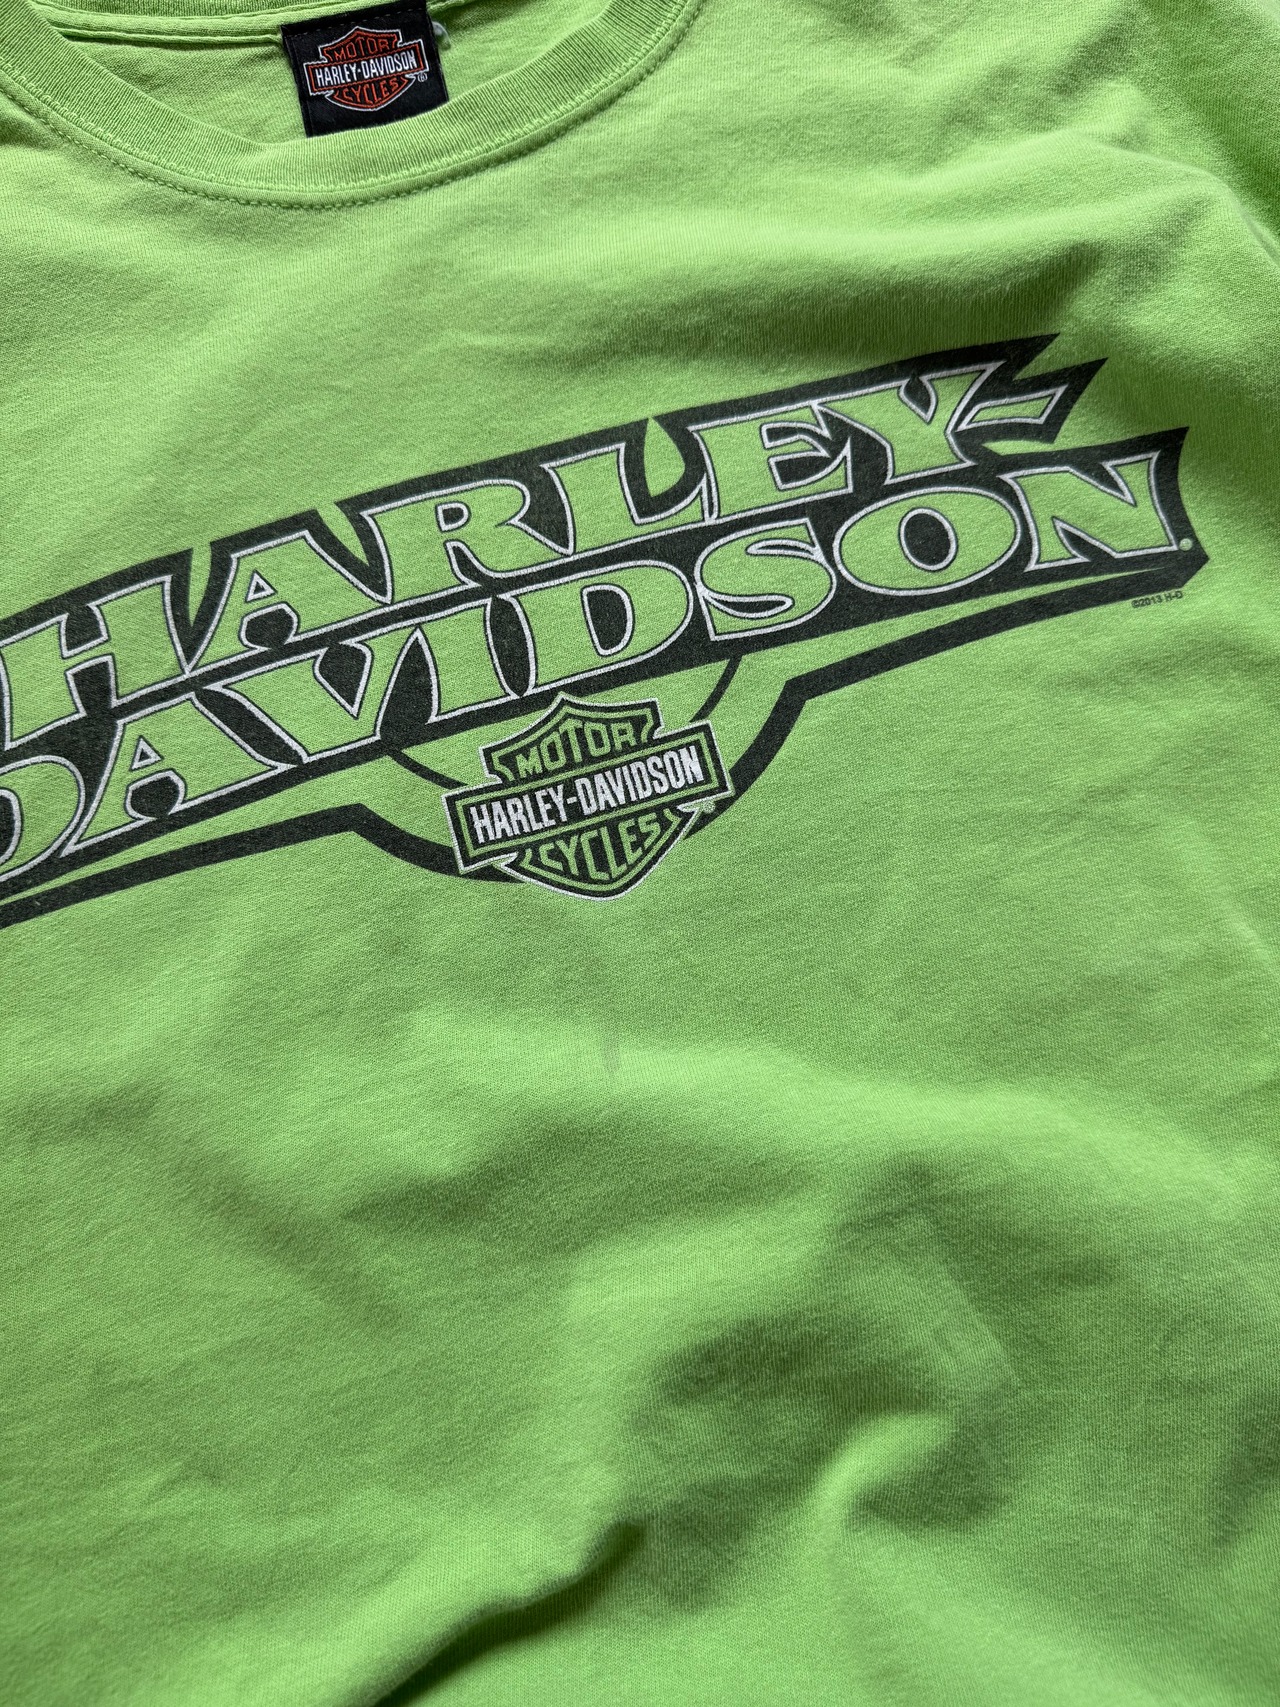 MOTOR
HARLEY-DAVIDSON
CYCLES
®
HARLEY-
DAVIDSON®
©2013 H-D
MOTOR
HARLEY-DAVIDSON
CYCLES
®